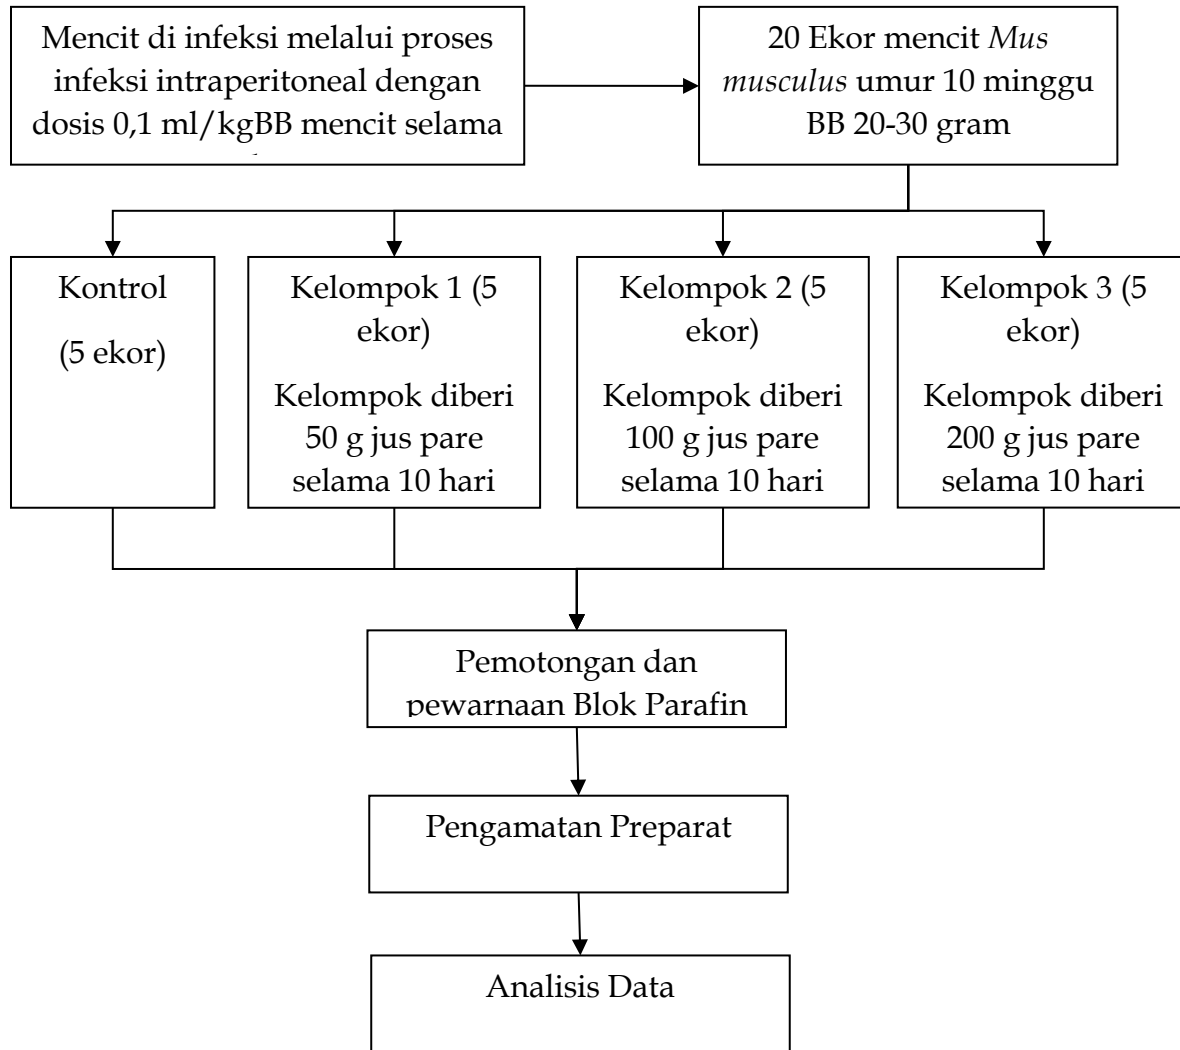 Mencit di infeksi melalui proses
infeksi intraperitoneal dengan
dosis 0,1 ml/kgBB mencit selama
20 Ekor mencit Mus
musculus umur 10 minggu
BB 20-30 gram
Kontrol
(5 ekor)
Kelompok 1 (5
ekor)
Kelompok diberi
50 g jus pare
selama 10 hari
Kelompok 2 (5
ekor)
Kelompok diberi
100 g jus pare
selama 10 hari
Kelompok 3 (5
ekor)
Kelompok diberi
200 g jus pare
selama 10 hari
Pemotongan dan
pewarnaan Blok Parafin
Pengamatan Preparat
Analisis Data